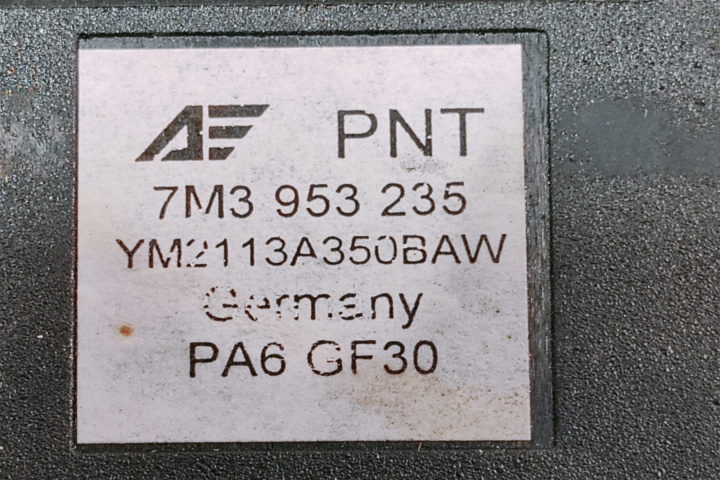 AE PNT
7M3 953 235
YM2113A350BAW
Germany
PA6 GF30